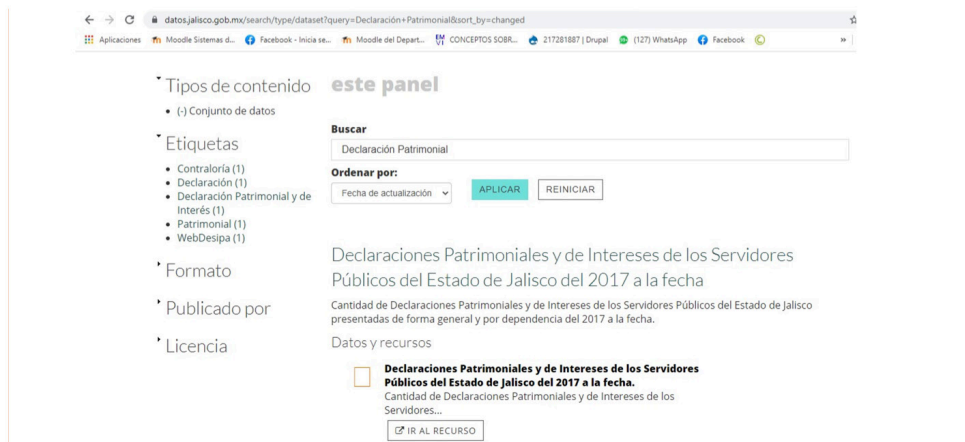 datos.jalisco.gob.mx/search/type/dataset?query=Declaración+Patrimonial&sort_by=changed
Aplicaciones Moodle Sistemas d... Facebook - Inicia se... Moodle del Depart... CONCEPTOS SOBR... 217281887 | Drupal (127) WhatsApp Facebook »
Tipos de contenido
(-) Conjunto de datos
Etiquetas
Contraloría (1)
Declaración (1)
Declaración Patrimonial y de
Interés (1)
Patrimonial (1)
WebDesipa (1)
Formato
Publicado por
Licencia
este panel
Buscar
Declaración Patrimonial
Ordenar por:
Fecha de actualización APLICAR REINICIAR
Declaraciones Patrimoniales y de Intereses de los Servidores
Públicos del Estado de Jalisco del 2017 a la fecha
Cantidad de Declaraciones Patrimoniales y de Intereses de los Servidores Públicos del Estado de Jalisco
presentadas de forma general y por dependencia del 2017 a la fecha.
Datos y recursos
Declaraciones Patrimoniales y de Intereses de los Servidores
Públicos del Estado de Jalisco del 2017 a la fecha.
Cantidad de Declaraciones Patrimoniales y de Intereses de los
Servidores...
IR AL RECURSO